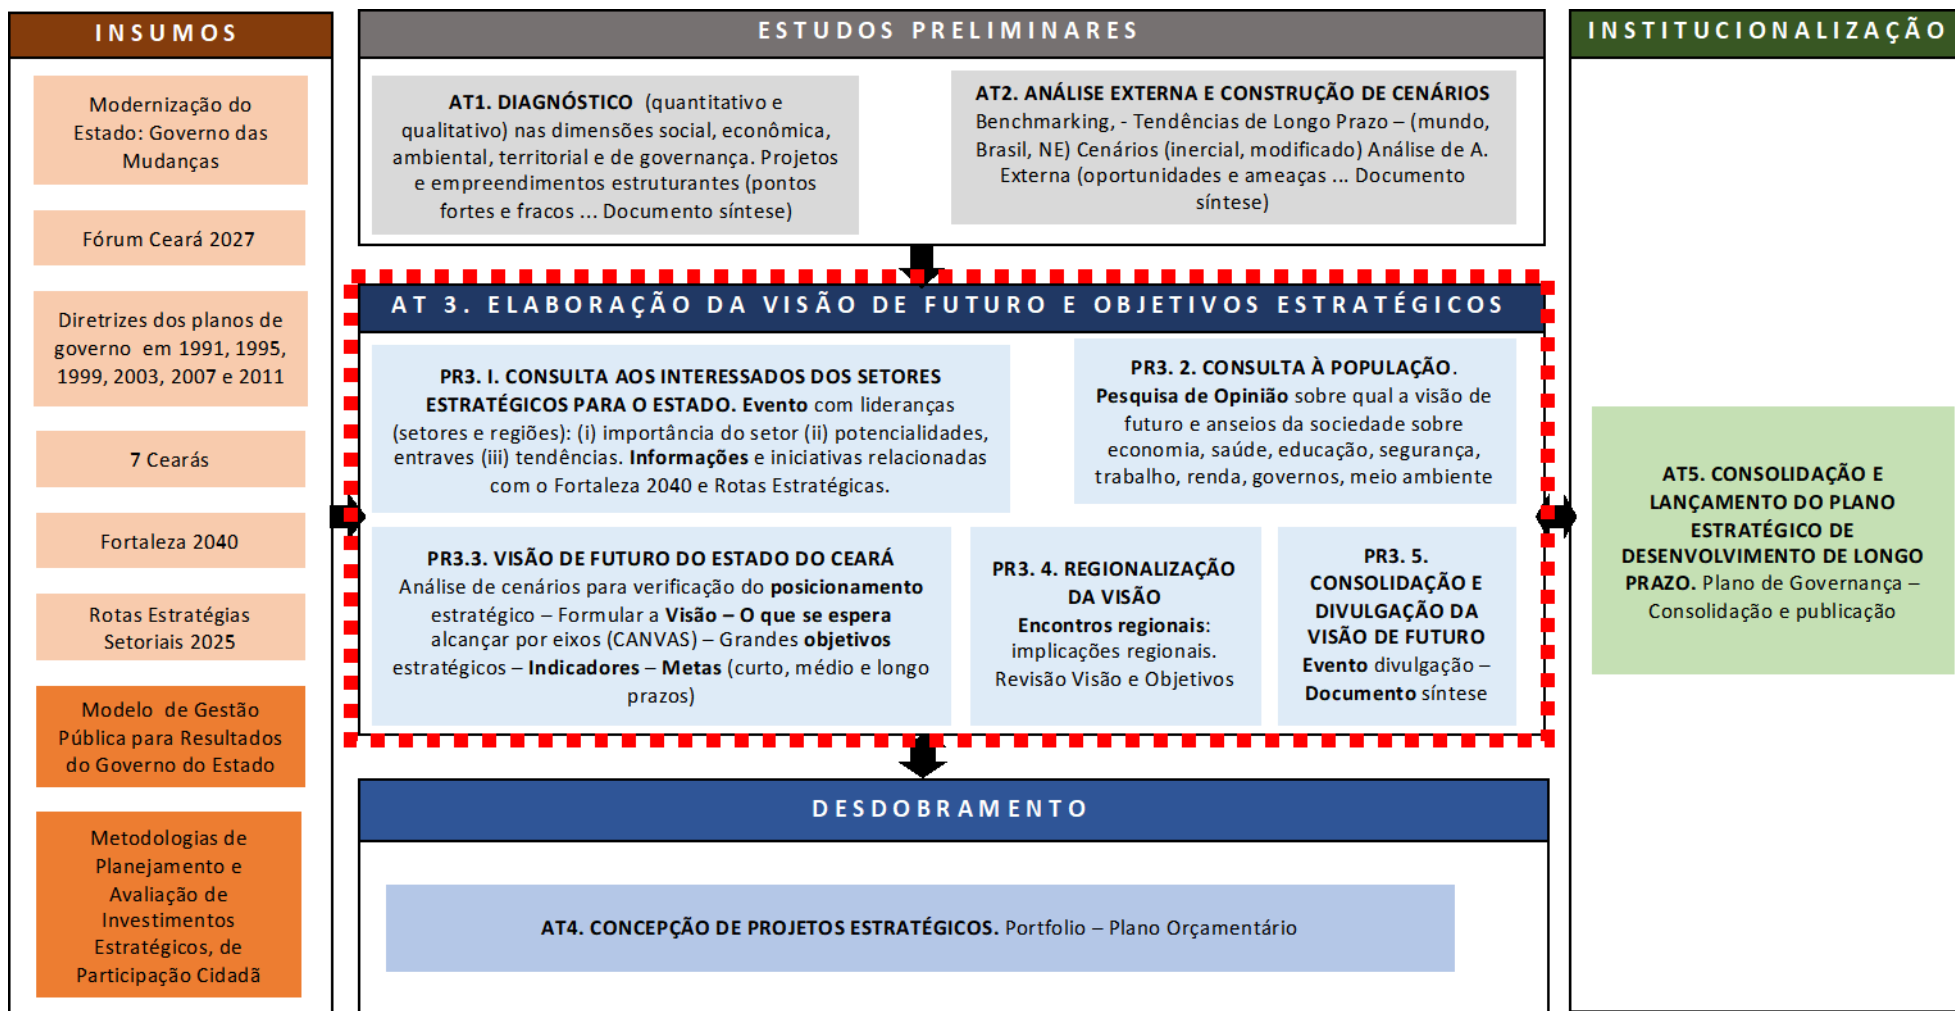 INSUMOS
Modernização do
Estado: Governo das
Mudanças
Fórum Ceará 2027
Diretrizes dos planos de
governo em 1991, 1995,
1999, 2003, 2007 e 2011
7 Cearás
Fortaleza 2040
Rotas Estratégias
Setoriais 2025
Modelo de Gestão
Pública para Resultados
do Governo do Estado
Metodologias de
Planejamento e
Avaliação de
Investimentos
Estratégicos, de
Participação Cidadã
ESTUDOS PRELIMINARES
AT1. DIAGNÓSTICO (quantitativo e
qualitativo) nas dimensões social, econômica,
ambiental, territorial e de governança. Projetos
e empreendimentos estruturantes (pontos
fortes e fracos ... Documento síntese)
AT2. ANÁLISE EXTERNA E CONSTRUÇÃO DE CENÁRIOS
Benchmarking, - Tendências de Longo Prazo – (mundo,
Brasil, NE) Cenários (inercial, modificado) Análise de A.
Externa (oportunidades e ameaças ... Documento
síntese)
AT 3. ELABORAÇÃO DA VISÃO DE FUTURO E OBJETIVOS ESTRATÉGICOS
PR3. I. CONSULTA AOS INTERESSADOS DOS SETORES
ESTRATÉGICOS PARA O ESTADO. Evento com lideranças
(setores e regiões): (i) importância do setor (ii) potencialidades,
entraves (iii) tendências. Informações e iniciativas relacionadas
com o Fortaleza 2040 e Rotas Estratégicas.
PR3. 2. CONSULTA À POPULAÇÃO.
Pesquisa de Opinião sobre qual a visão de
futuro e anseios da sociedade sobre
economia, saúde, educação, segurança,
trabalho, renda, governos, meio ambiente
PR3.3. VISÃO DE FUTURO DO ESTADO DO CEARÁ
Análise de cenários para verificação do posicionamento
estratégico – Formular a Visão – O que se espera
alcançar por eixos (CANVAS) – Grandes objetivos
estratégicos – Indicadores – Metas (curto, médio e longo
prazos)
PR3. 4. REGIONALIZAÇÃO
DA VISÃO
Encontros regionais:
implicações regionais.
Revisão Visão e Objetivos
PR3. 5.
CONSOLIDAÇÃO E
DIVULGAÇÃO DA
VISÃO DE FUTURO
Evento divulgação –
Documento síntese
DESDOBRAMENTO
AT4. CONCEPÇÃO DE PROJETOS ESTRATÉGICOS. Portfolio – Plano Orçamentário
INSTITUCIONALIZAÇÃO
AT5. CONSOLIDAÇÃO E
LANÇAMENTO DO PLANO
ESTRATÉGICO DE
DESENVOLVIMENTO DE LONGO
PRAZO. Plano de Governança –
Consolidação e publicação